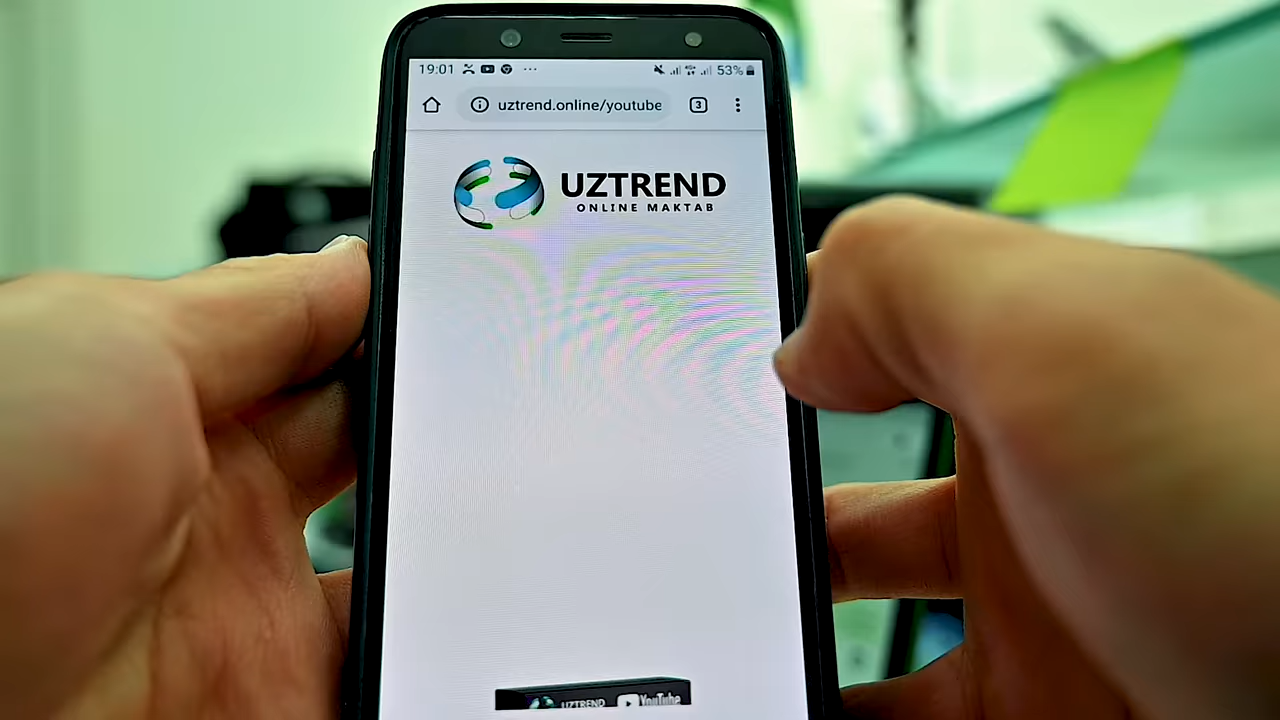 19:01 53%
uztrend.online/youtube 3
UZTREND
ONLINE MAKTAB
UZTREND YouTube